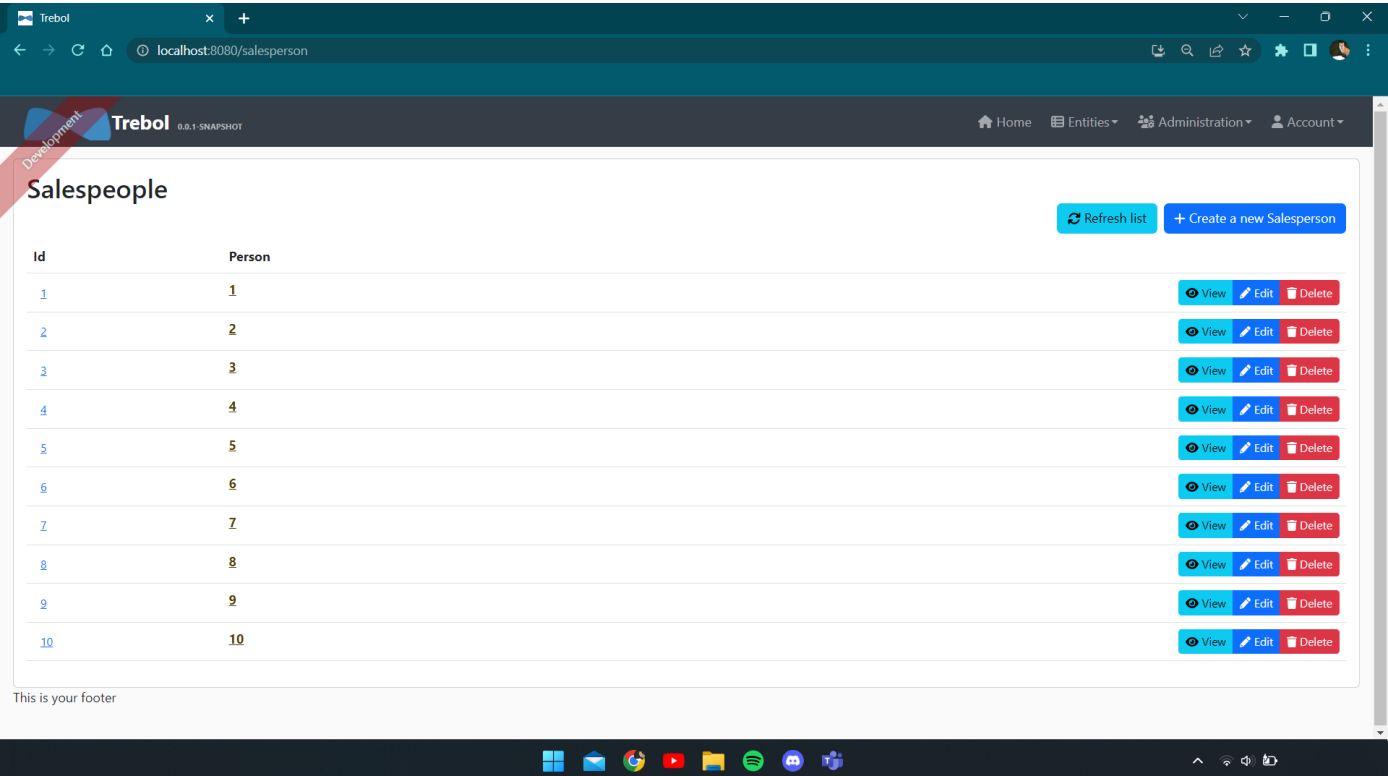 Trebol
localhost:8080/salesperson
Development
Trebol 0.0.1-SNAPSHOT
Home Entities Administration Account
Salespeople
Refresh list + Create a new Salesperson
Id Person
1 1 View Edit Delete
2 2 View Edit Delete
3 3 View Edit Delete
4 4 View Edit Delete
5 5 View Edit Delete
6 6 View Edit Delete
7 7 View Edit Delete
8 8 View Edit Delete
9 9 View Edit Delete
10 10 View Edit Delete
This is your footer